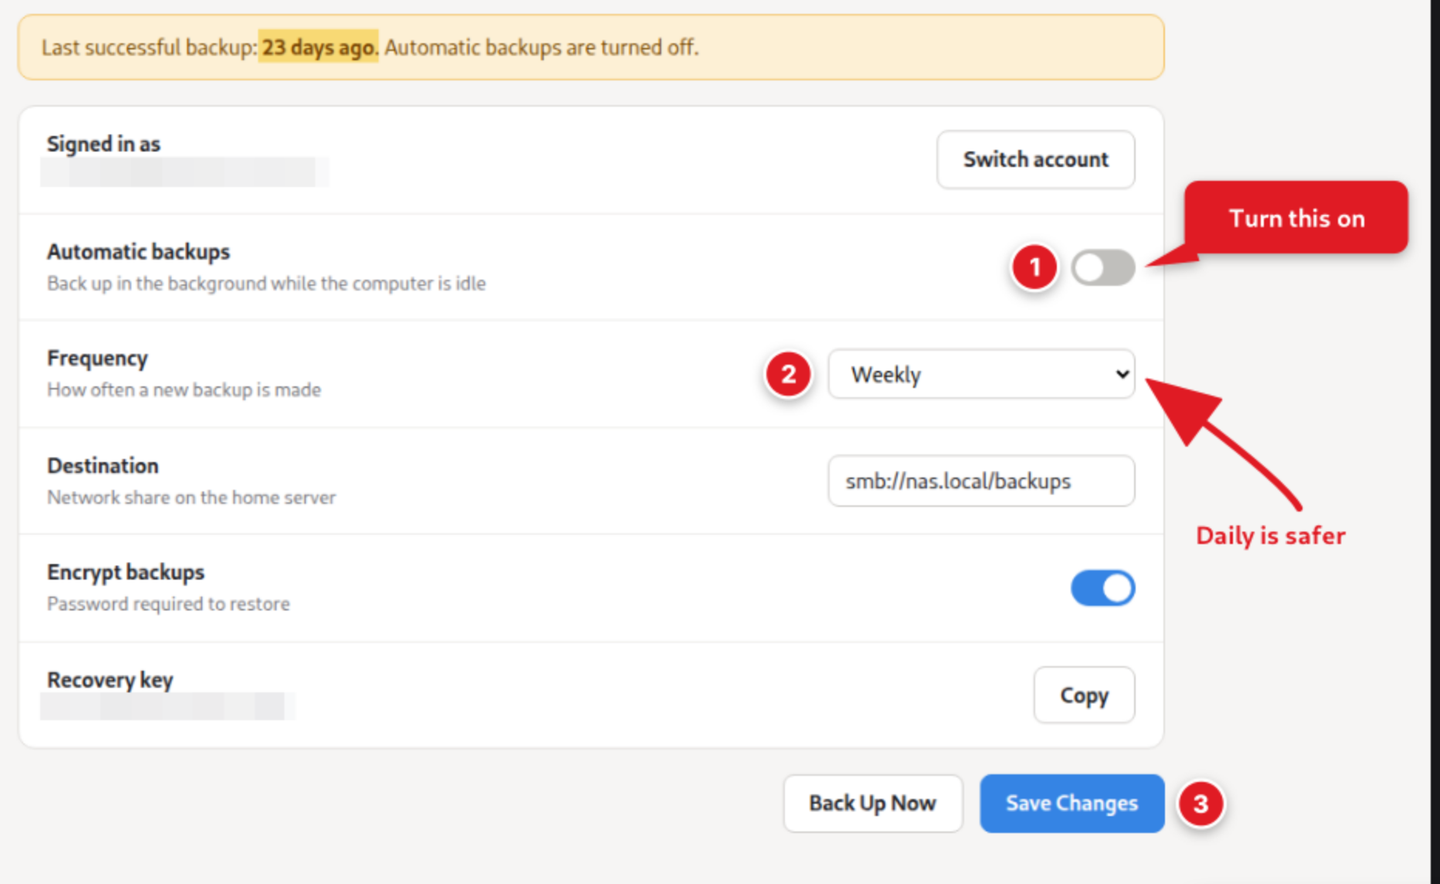 Last successful backup: 23 days ago. Automatic backups are turned off.
Signed in as
Switch account
Turn this on
Automatic backups
Back up in the background while the computer is idle
1
Frequency
How often a new backup is made
2
Weekly
Destination
Network share on the home server
smb://nas.local/backups
Daily is safer
Encrypt backups
Password required to restore
Recovery key
Copy
Back Up Now
Save Changes
3